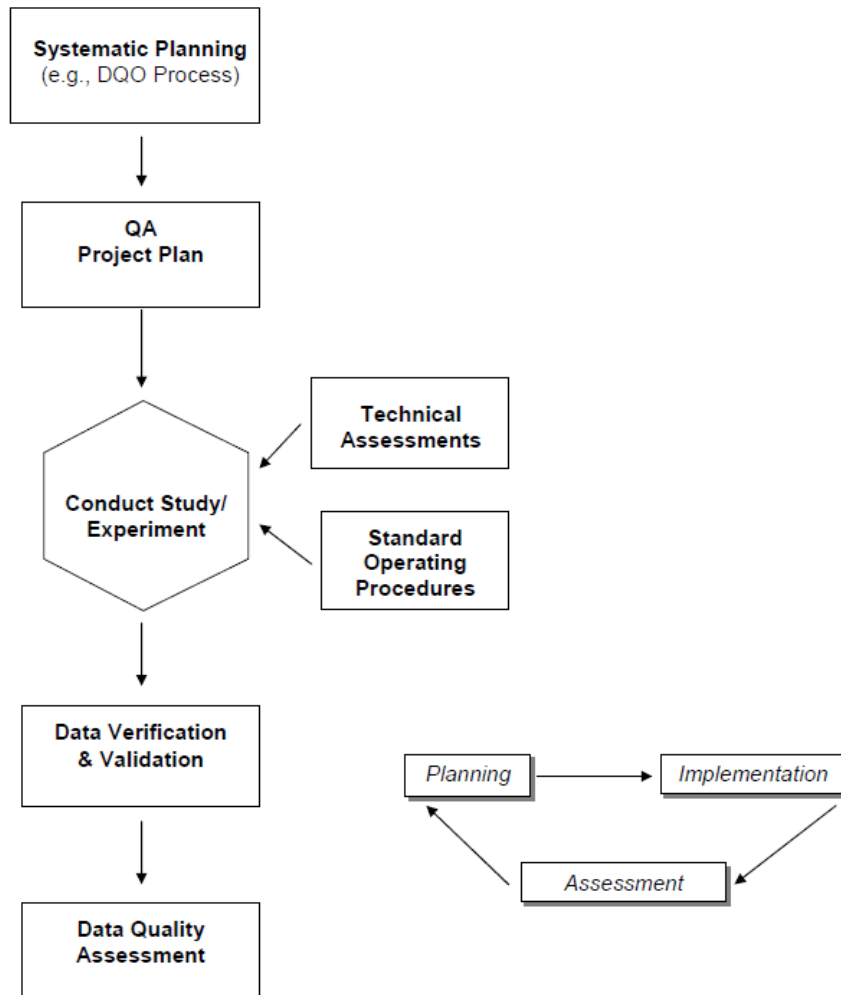 Systematic Planning
(e.g., DQO Process)
QA
Project Plan
Technical
Assessments
Conduct Study/
Experiment
Standard
Operating
Procedures
Data Verification
& Validation
Planning
Implementation
Assessment
Data Quality
Assessment